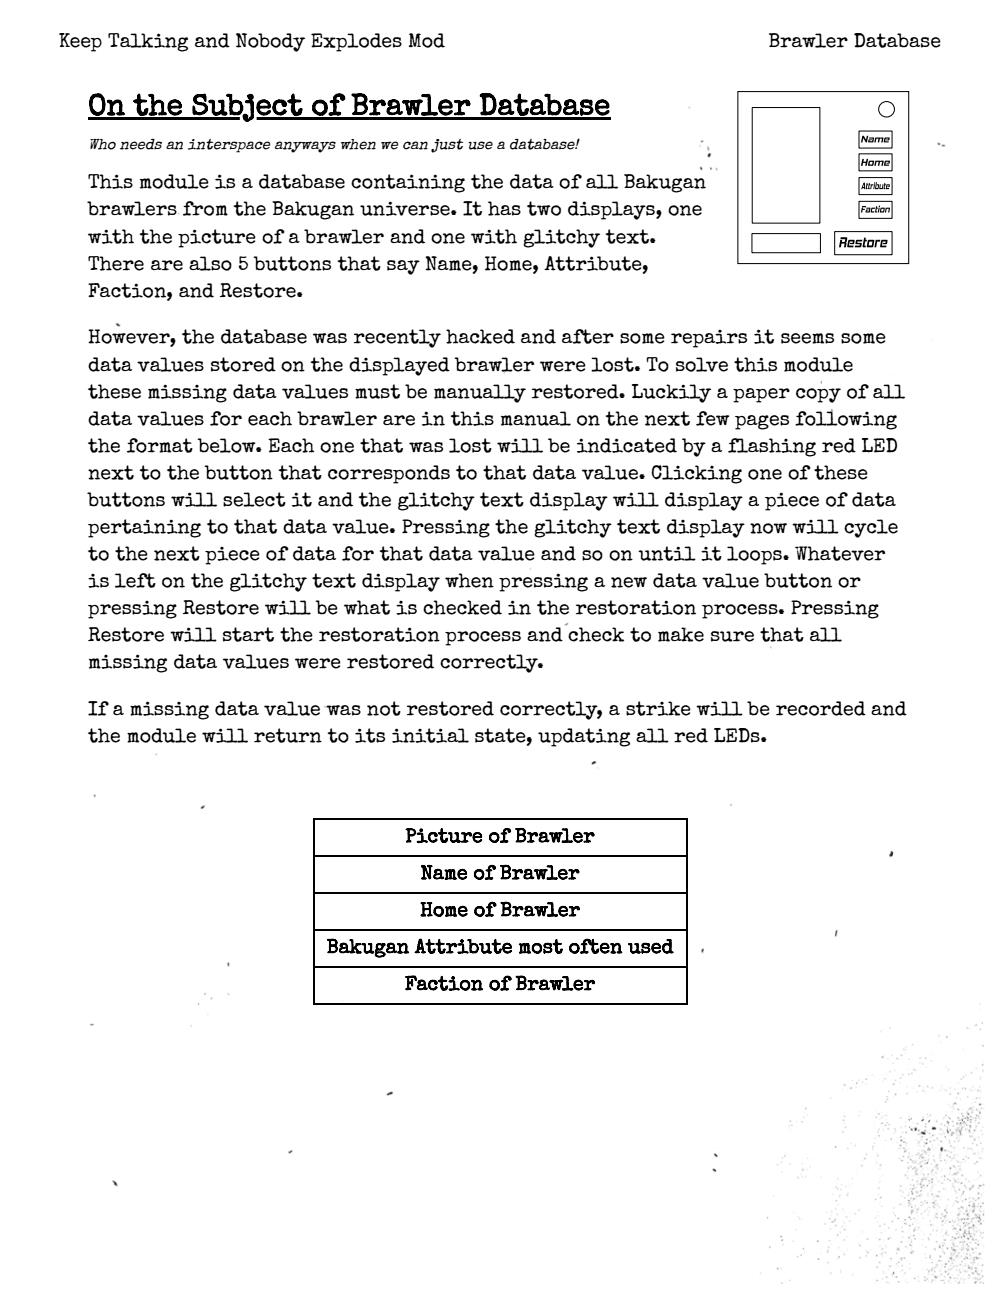 Keep Talking and Nobody Explodes Mod
Brawler Database
On the Subject of Brawler Database
Who needs an interspace anyways when we can just use a database!
This module is a database containing the data of all Bakugan
brawlers from the Bakugan universe. It has two displays, one
with the picture of a brawler and one with glitchy text.
There are also 5 buttons that say Name, Home, Attribute,
Faction, and Restore.
Name
Home
Attribute
Faction
Restore
However, the database was recently hacked and after some repairs it seems some
data values stored on the displayed brawler were lost. To solve this module
these missing data values must be manually restored. Luckily a paper copy of all
data values for each brawler are in this manual on the next few pages following
the format below. Each one that was lost will be indicated by a flashing red LED
next to the button that corresponds to that data value. Clicking one of these
buttons will select it and the glitchy text display will display a piece of data
pertaining to that data value. Pressing the glitchy text display now will cycle
to the next piece of data for that data value and so on until it loops. Whatever
is left on the glitchy text display when pressing a new data value button or
pressing Restore will be what is checked in the restoration process. Pressing
Restore will start the restoration process and check to make sure that all
missing data values were restored correctly.
If a missing data value was not restored correctly, a strike will be recorded and
the module will return to its initial state, updating all red LEDs.
Picture of Brawler
Name of Brawler
Home of Brawler
Bakugan Attribute most often used
Faction of Brawler